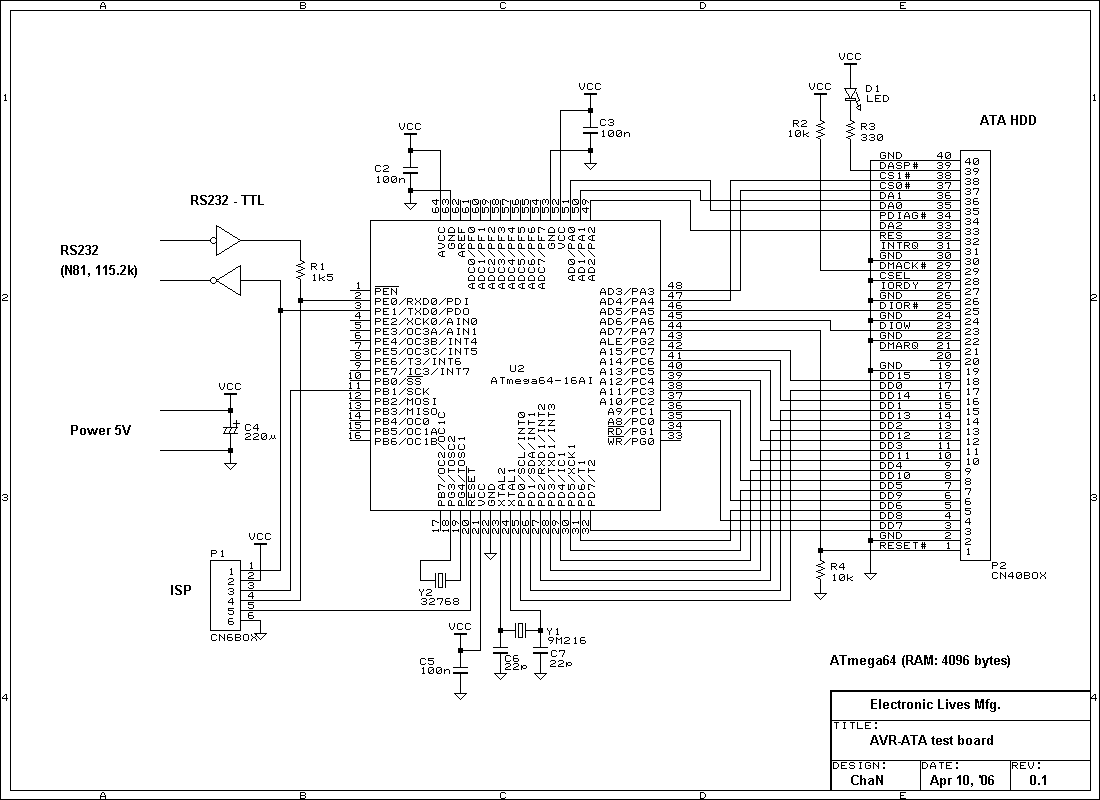 A B C D E
1
2
3
4
1
2
3
4
VCC
D1
LED
VCC
R2
10k
R3
330
ATA HDD
VCC
C3
100n
VCC
C2
100n
RS232 - TTL
RS232
(N81, 115.2k)
R1
1k5
64 63 62 61 60 59 58 57 56 55 54 53 52 51 50 49
AVCC
GND
AREF
ADC0/PF0
ADC1/PF1
ADC2/PF2
ADC3/PF3
ADC4/PF4
ADC5/PF5
ADC6/PF6
ADC7/PF7
GND
VCC
AD0/PA0
AD1/PA1
AD2/PA2
1 PEN
2 PE0/RXD0/PDI
3 PE1/TXD0/PDO
4 PE2/XCK0/AIN0
5 PE3/OC3A/AIN1
6 PE4/OC3B/INT4
7 PE5/OC3C/INT5
8 PE6/T3/INT6
9 PE7/IC3/INT7
10 PB0/SS
11 PB1/SCK
12 PB2/MOSI
13 PB3/MISO
14 PB4/OC0
15 PB5/OC1A
16 PB6/OC1B
U2
ATmega64-16AI
AD3/PA3 48
AD4/PA4 47
AD5/PA5 46
AD6/PA6 45
AD7/PA7 44
ALE/PG2 43
A15/PC7 42
A14/PC6 41
A13/PC5 40
A12/PC4 39
A11/PC3 38
A10/PC2 37
A9/PC1 36
A8/PC0 35
RD/PG1 34
WR/PG0 33
PB7/OC2/OC1C
PG3/TOSC2
PG4/TOSC1
RESET
VCC
GND
XTAL2
XTAL1
PD0/SCL/INT0
PD1/SDA/INT1
PD2/RXD1/INT2
PD3/TXD1/INT3
PD4/IC1
PD5/XCK1
PD6/T1
PD7/T2
17 18 19 20 21 22 23 24 25 26 27 28 29 30 31 32
GND 40 40
DASP# 39 39
CS1# 38 38
CS0# 37 37
DA1 36 36
DA0 35 35
PDIAG# 34 34
DA2 33 33
RES 32 32
INTRQ 31 31
GND 30 30
DMACK# 29 29
CSEL 28 28
IORDY 27 27
GND 26 26
DIOR# 25 25
GND 24 24
DIOW 23 23
GND 22 22
DMARQ 21 21
20 20
GND 19 19
DD15 18 18
DD0 17 17
DD14 16 16
DD1 15 15
DD13 14 14
DD2 13 13
DD12 12 12
DD3 11 11
DD11 10 10
DD4 9 9
DD10 8 8
DD5 7 7
DD9 6 6
DD6 5 5
DD8 4 4
DD7 3 3
GND 2 2
RESET# 1 1
P2
CN40BOX
R4
10k
VCC
C4
220µ
Power 5V
VCC
P1
ISP
1 1
2 2
3 3
4 4
5 5
6 6
CN6BOX
Y2
32768
VCC
C5
100n
C6
22p
Y1
9M216
C7
22p
ATmega64 (RAM: 4096 bytes)
Electronic Lives Mfg.
TITLE:
AVR-ATA test board
DESIGN:
ChaN
DATE:
Apr 10, '06
REV:
0.1
A B C D E